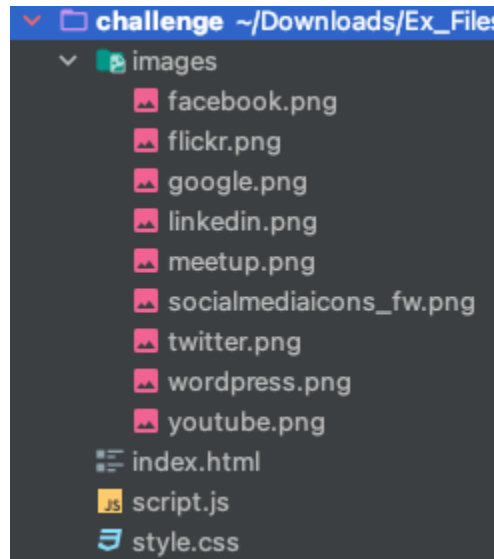 challenge ~/Downloads/Ex_Files
images
facebook.png
flickr.png
google.png
linkedin.png
meetup.png
socialmediaicons_fw.png
twitter.png
wordpress.png
youtube.png
index.html
JS script.js
style.css